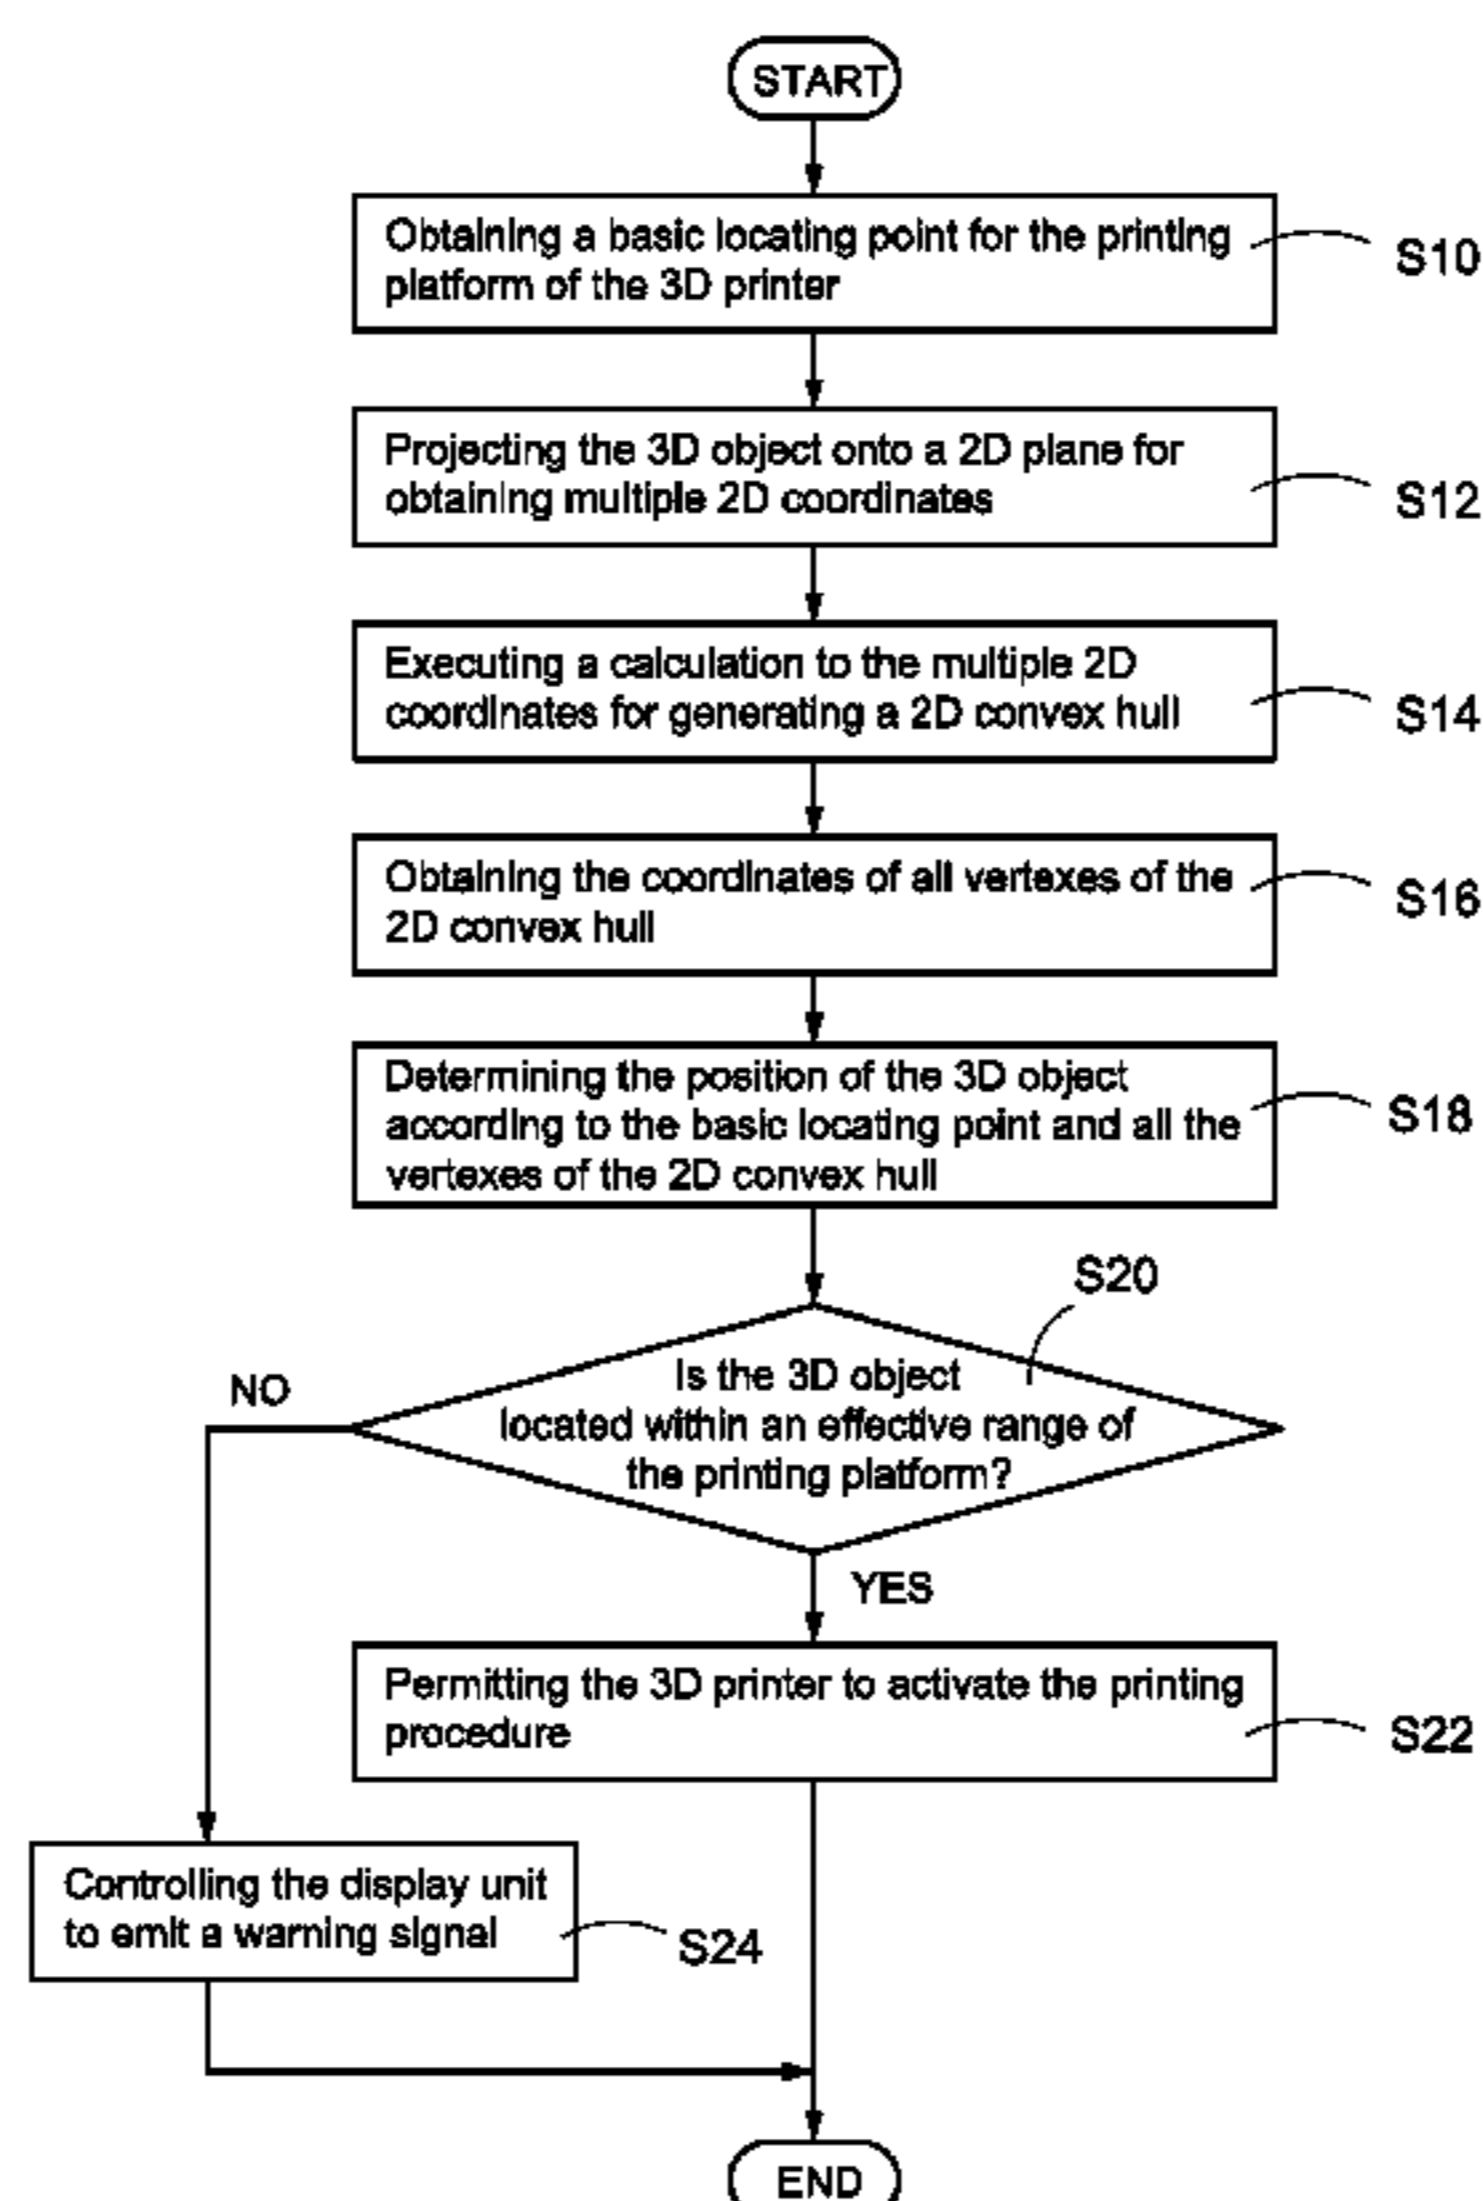 START
Obtaining a basic locating point for the printing
platform of the 3D printer
S10
Projecting the 3D object onto a 2D plane for
obtaining multiple 2D coordinates
S12
Executing a calculation to the multiple 2D
coordinates for generating a 2D convex hull
S14
Obtaining the coordinates of all vertexes of the
2D convex hull
S16
Determining the position of the 3D object
according to the basic locating point and all the
vertexes of the 2D convex hull
S18
S20
Is the 3D object
located within an effective range of
the printing platform?
NO
YES
Permitting the 3D printer to activate the printing
procedure
S22
Controlling the display unit
to emit a warning signal
S24
END